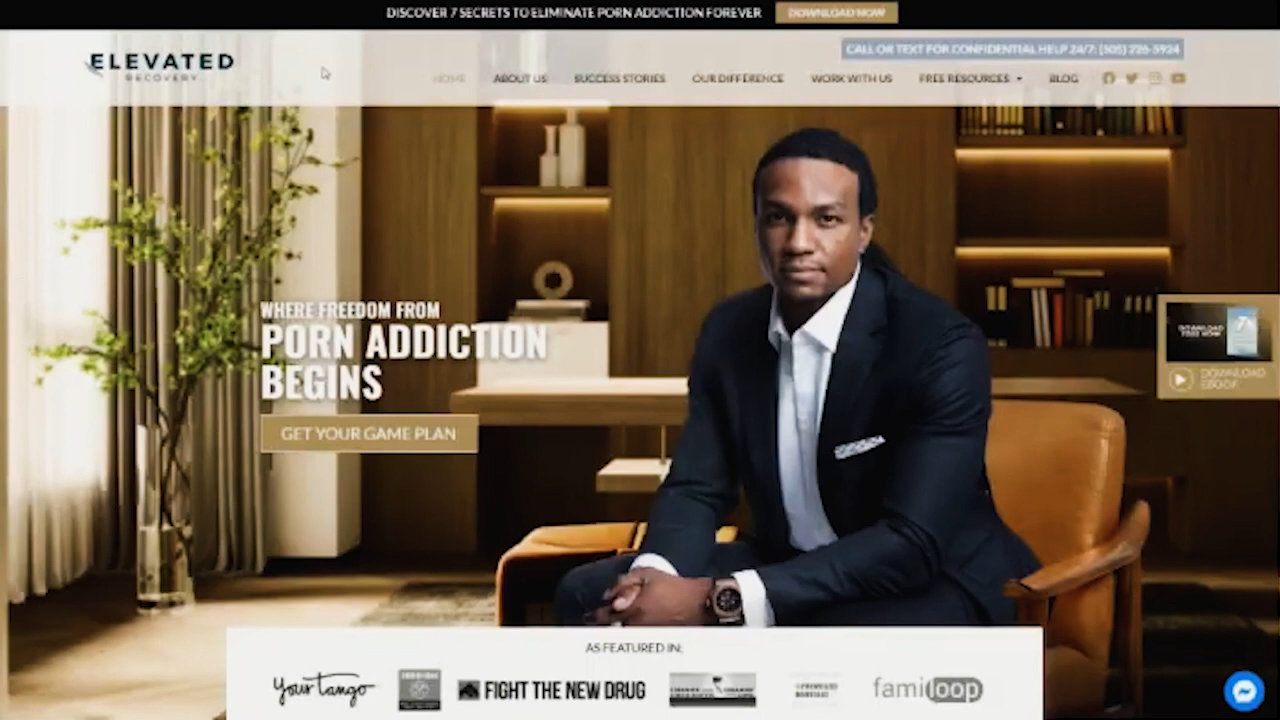 DISCOVER 7 SECRETS TO ELIMINATE PORN ADDICTION FOREVER
DOWNLOAD NOW
ELEVATED
RECOVERY
CALL OR TEXT FOR CONFIDENTIAL HELP 24/7: (505) 226-5924
HOME
ABOUT US
SUCCESS STORIES
OUR DIFFERENCE
WORK WITH US
FREE RESOURCES
BLOG
WHERE FREEDOM FROM
PORN ADDICTION
BEGINS
GET YOUR GAME PLAN
DOWNLOAD
EBOOK
AS FEATURED IN:
Your tango
FIGHT THE NEW DRUG
familoop